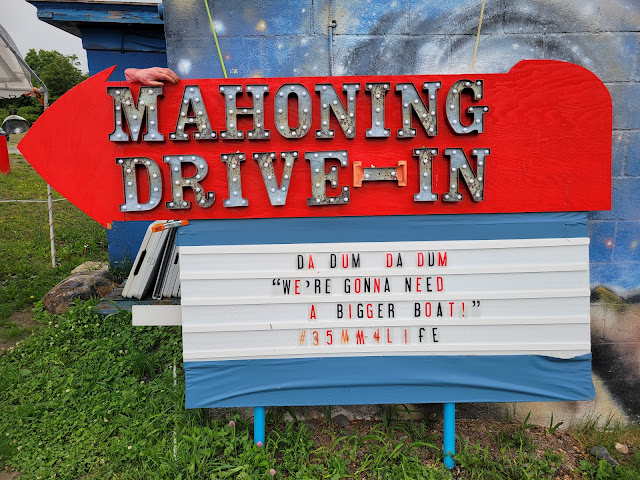 MAHONING
DRIVE-IN
DA DUM DA DUM
"WE'RE GONNA NEED
A BIGGER BOAT!"
#35MM4LIFE